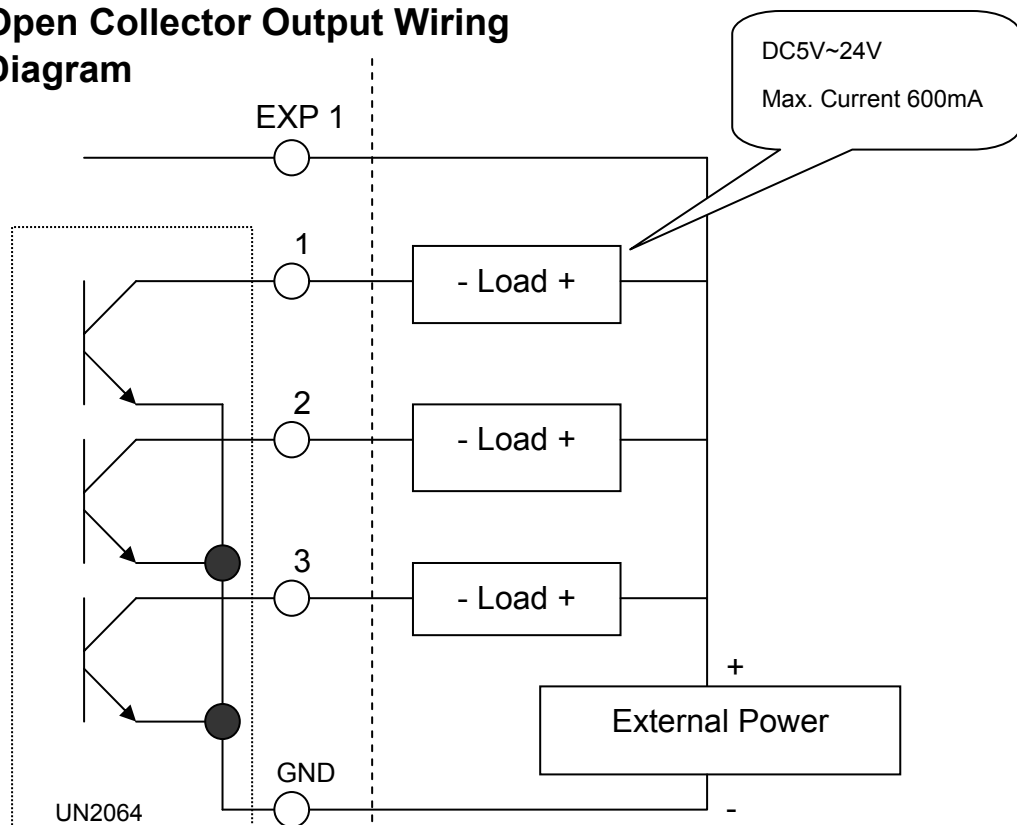 Open Collector Output Wiring
Diagram
DC5V~24V
Max. Current 600mA
EXP 1
1
- Load +
2
- Load +
3
- Load +
+
External Power
GND
-
UN2064